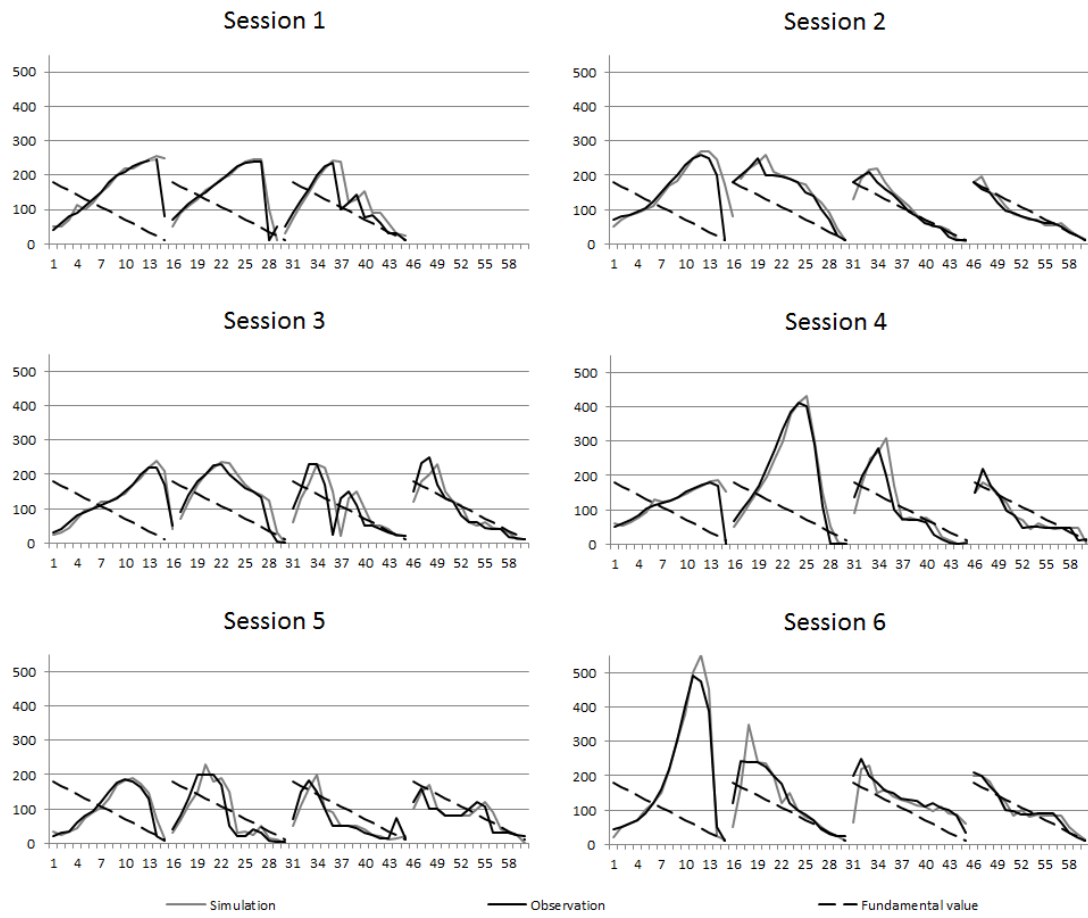 Session 1 Session 2
500 500
400 400
300 300
200 200
100 100
0 0
1 4 7 10 13 16 19 22 25 28 31 34 37 40 43 46 49 52 55 58 1 4 7 10 13 16 19 22 25 28 31 34 37 40 43 46 49 52 55 58
Session 3 Session 4
500 500
400 400
300 300
200 200
100 100
0 0
1 4 7 10 13 16 19 22 25 28 31 34 37 40 43 46 49 52 55 58 1 4 7 10 13 16 19 22 25 28 31 34 37 40 43 46 49 52 55 58
Session 5 Session 6
500 500
400 400
300 300
200 200
100 100
0 0
1 4 7 10 13 16 19 22 25 28 31 34 37 40 43 46 49 52 55 58 1 4 7 10 13 16 19 22 25 28 31 34 37 40 43 46 49 52 55 58
Simulation Observation Fundamental value